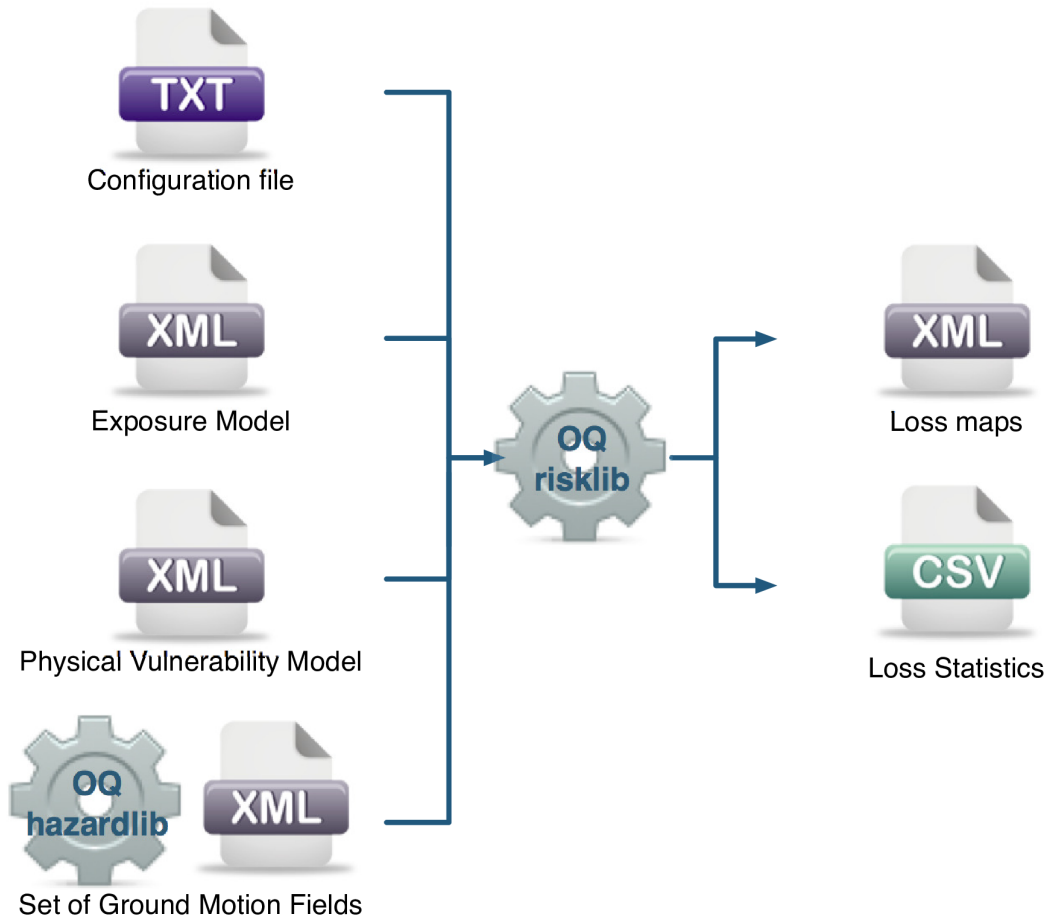 TXT
Configuration file
XML
Exposure Model
XML
Physical Vulnerability Model
OQ
hazardlib
XML
Set of Ground Motion Fields
OQ
risklib
XML
Loss maps
CSV
Loss Statistics